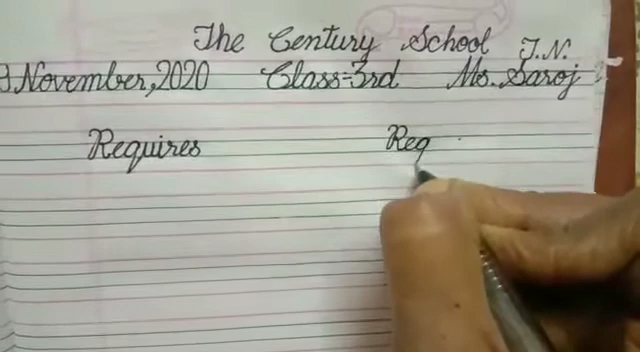 The Century School T.N.
November, 2020 Class-3rd Ms. Saroj
Requires Req